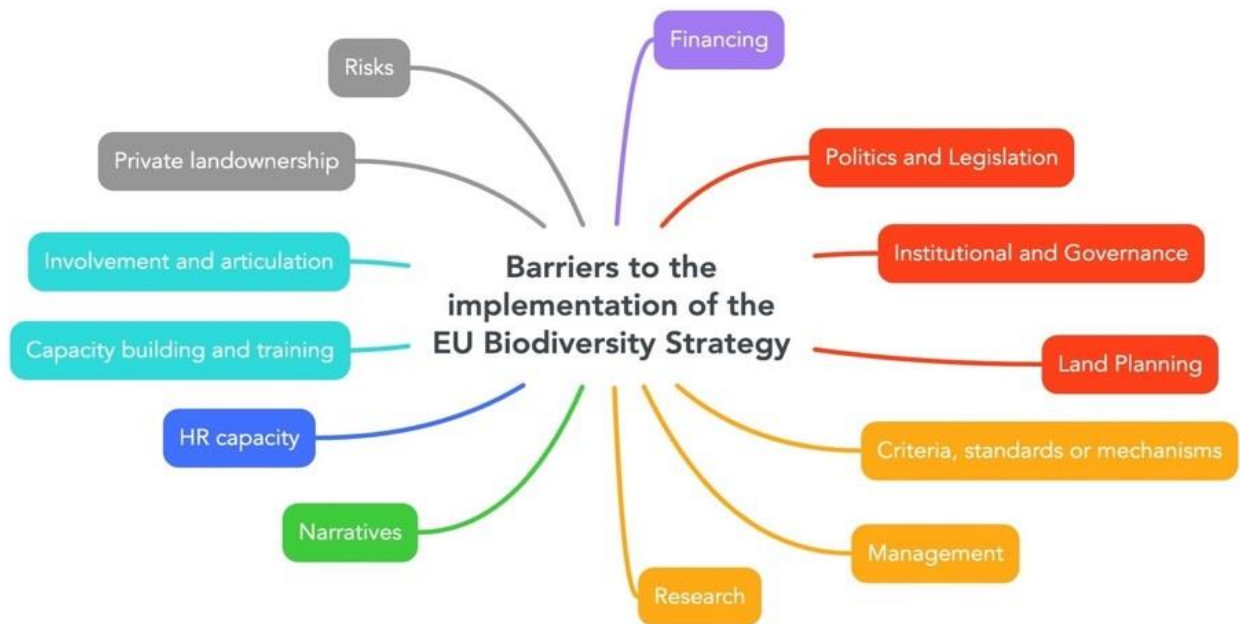 Financing
Risks
Politics and Legislation
Private landownership
Institutional and Governance
Involvement and articulation
Barriers to the
implementation of the
EU Biodiversity Strategy
Capacity building and training
Land Planning
HR capacity
Criteria, standards or mechanisms
Narratives
Management
Research